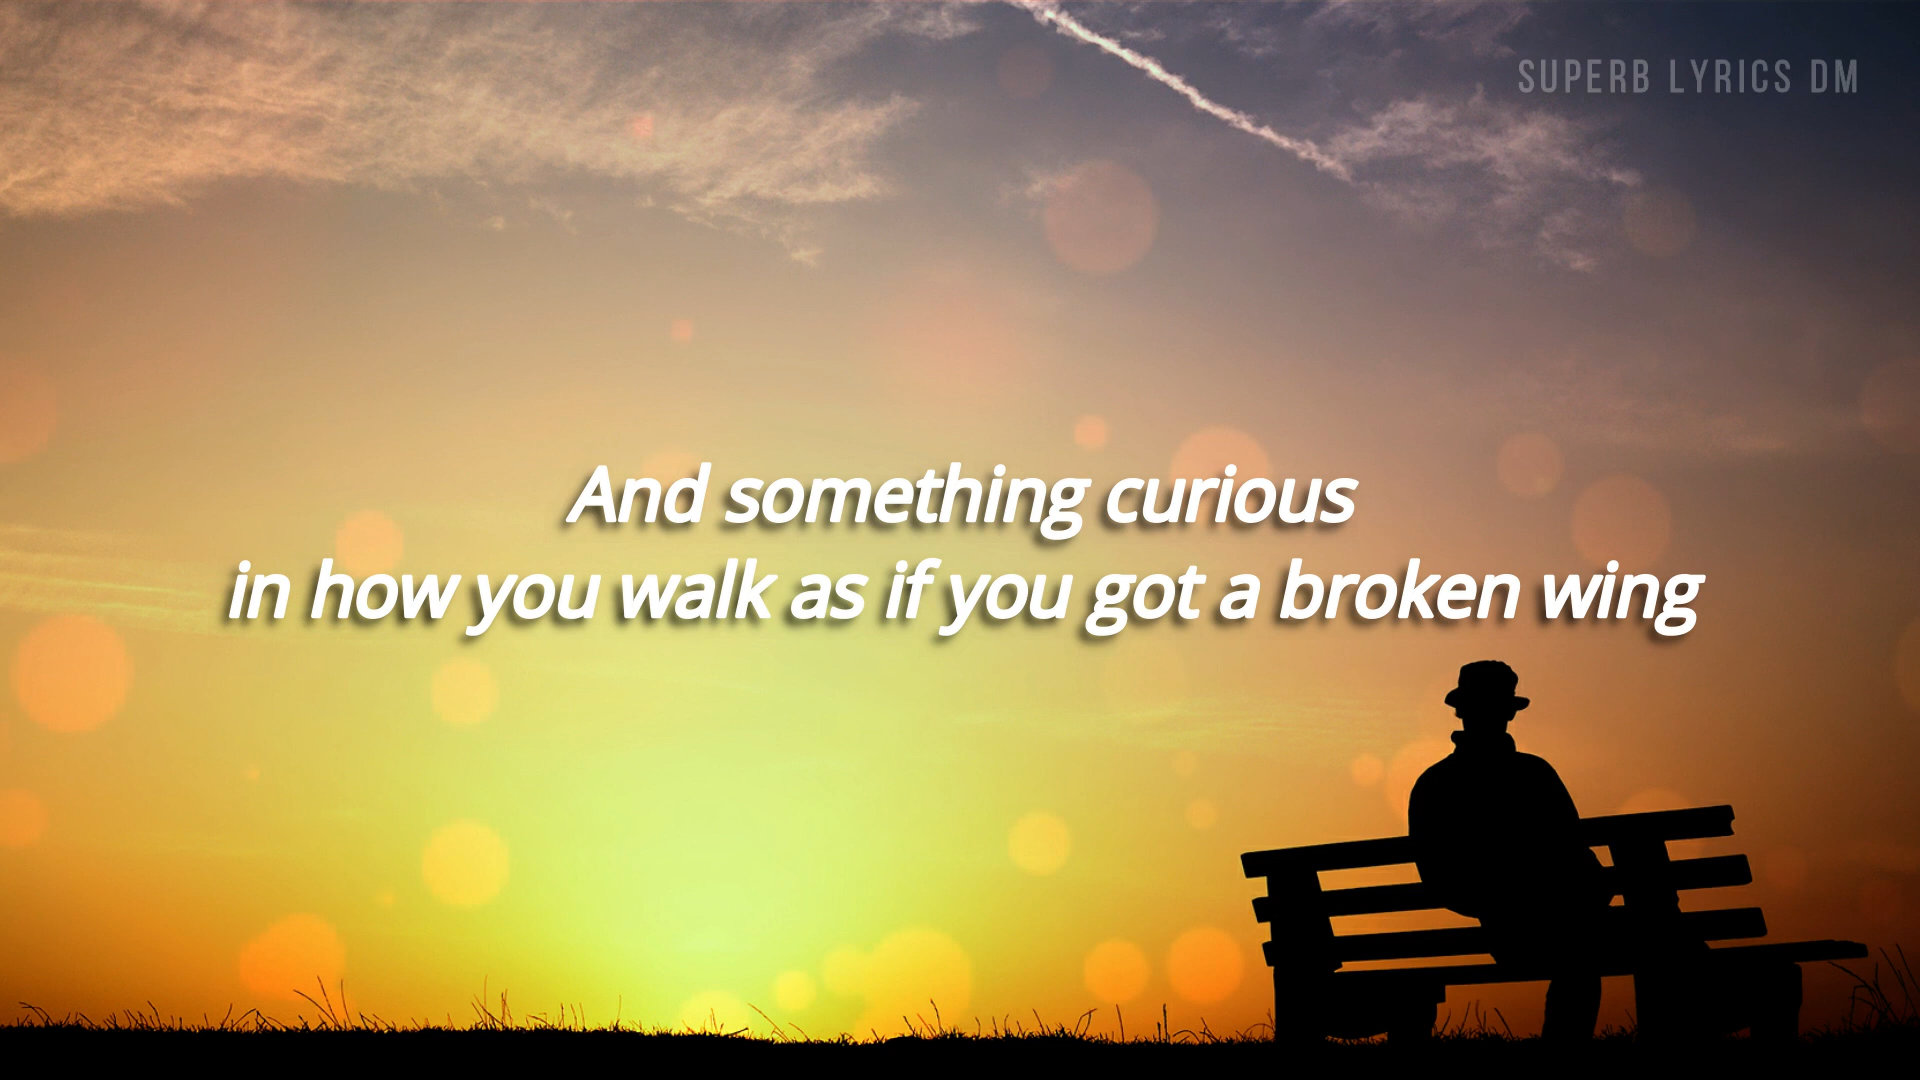 SUPERB LYRICS DM
And something curious
in how you walk as if you got a broken wing